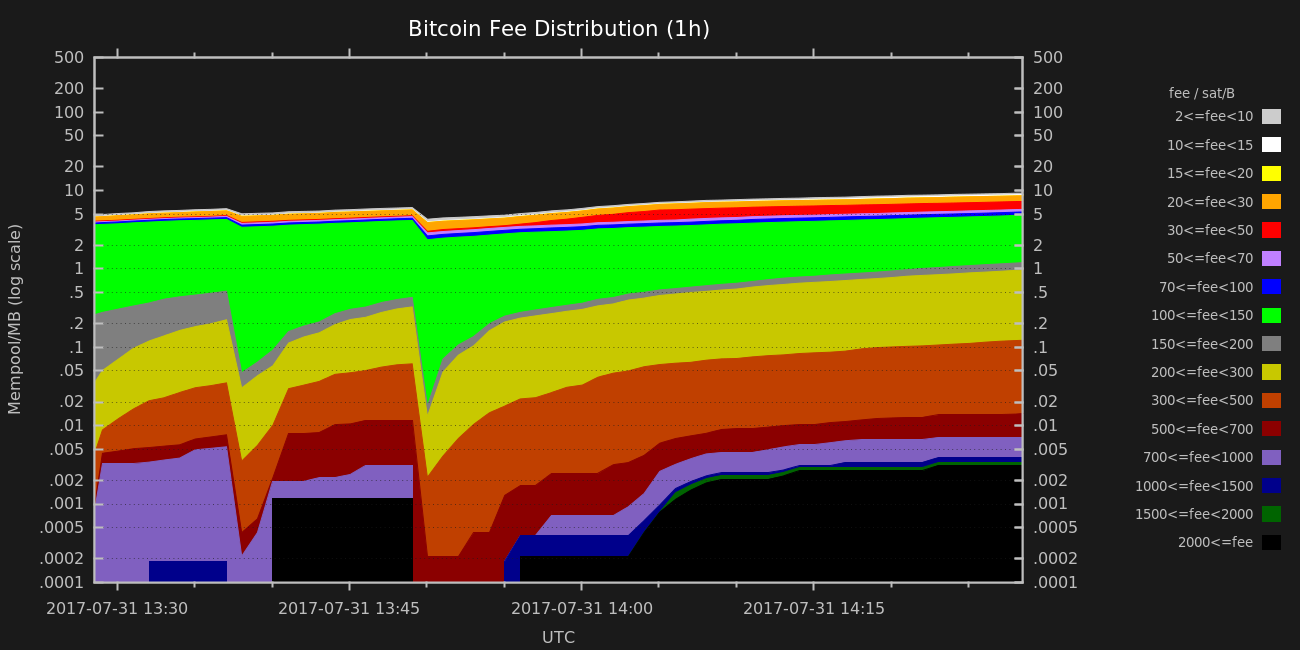 Bitcoin Fee Distribution (1h)
500 500
200 200
100 100
50 50
20 20
10 10
5 5
2 2
1 1
.5 .5
.2 .2
.1 .1
.05 .05
.02 .02
.01 .01
.005 .005
.002 .002
.001 .001
.0005 .0005
.0002 .0002
.0001 .0001
Mempool/MB (log scale)
2017-07-31 13:30 2017-07-31 13:45 2017-07-31 14:00 2017-07-31 14:15
UTC
fee / sat/B
2<=fee<10
10<=fee<15
15<=fee<20
20<=fee<30
30<=fee<50
50<=fee<70
70<=fee<100
100<=fee<150
150<=fee<200
200<=fee<300
300<=fee<500
500<=fee<700
700<=fee<1000
1000<=fee<1500
1500<=fee<2000
2000<=fee